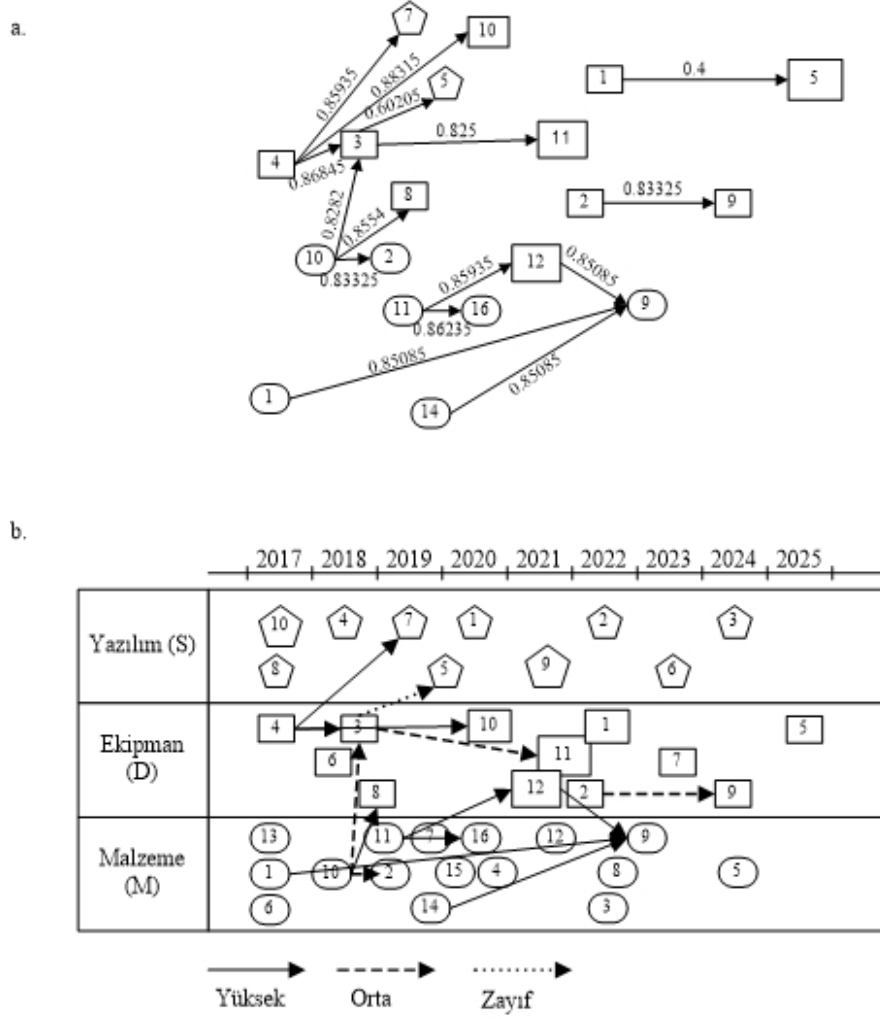 a.
7
10
0.85935
0.88315
5
0.60205
1
0.4
5
4
3
0.825
11
0.86845
8
2
0.83325
9
0.8282
0.8554
10
2
0.83325
12
0.85935
0.85085
11
16
9
0.86235
0.85085
1
14
0.85085
b.
2017 2018 2019 2020 2021 2022 2023 2024 2025
Yazılım (S)
10 4 7 1 2 3
8 5 9 6
Ekipman
(D)
4 3 10 1 5
6 11 7
8 12 2 9
Malzeme
(M)
13 11 7 16 12 9
1 10 2 15 4 8 5
6 14 3
Yüksek Orta Zayıf